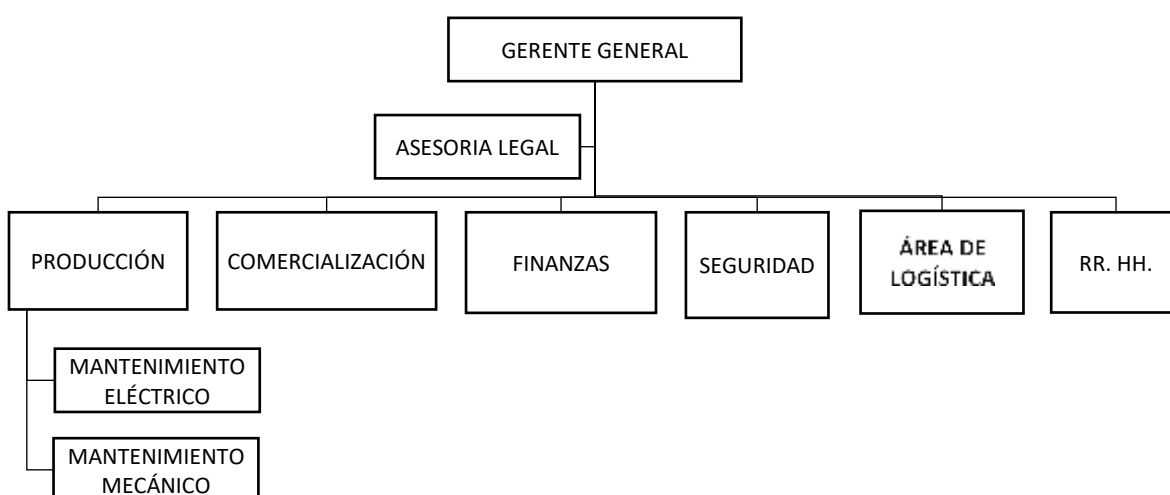 GERENTE GENERAL
ASESORIA LEGAL
PRODUCCIÓN
COMERCIALIZACIÓN
FINANZAS
SEGURIDAD
ÁREA DE
LOGÍSTICA
RR. HH.
MANTENIMIENTO
ELÉCTRICO
MANTENIMIENTO
MECÁNICO